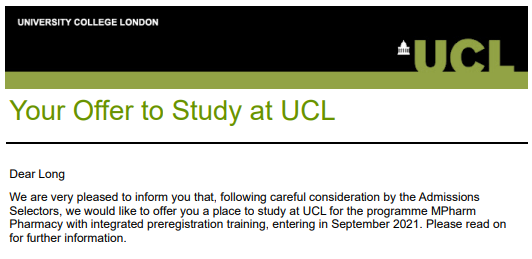 UNIVERSITY COLLEGE LONDON
UCL
Your Offer to Study at UCL
Dear Long
We are very pleased to inform you that, following careful consideration by the Admissions
Selectors, we would like to offer you a place to study at UCL for the programme MPharm
Pharmacy with integrated preregistration training, entering in September 2021. Please read on
for further information.